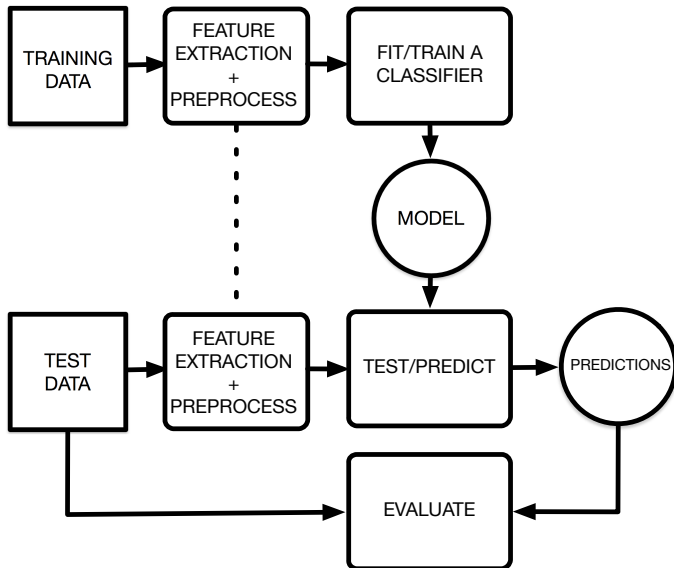 TRAINING
DATA
FEATURE
EXTRACTION
+
PREPROCESS
FIT/TRAIN A
CLASSIFIER
MODEL
TEST
DATA
FEATURE
EXTRACTION
+
PREPROCESS
TEST/PREDICT
PREDICTIONS
EVALUATE